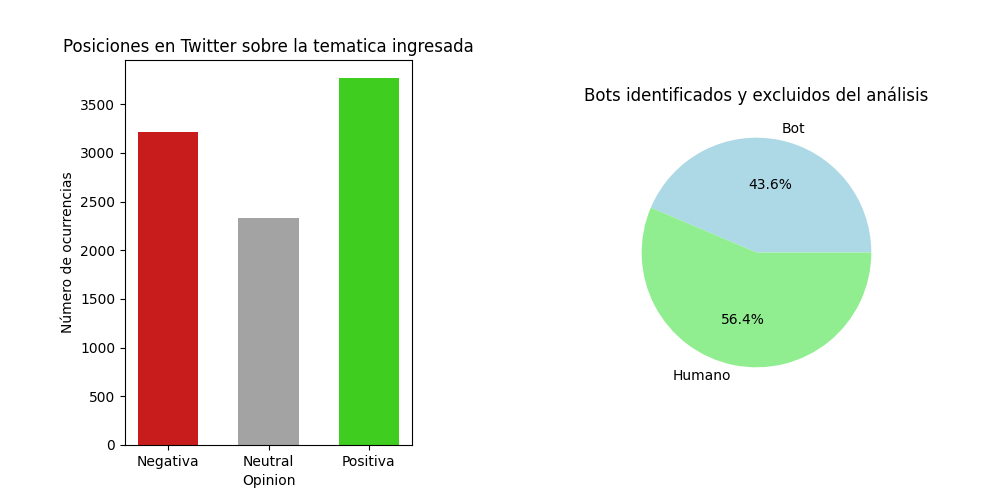 Posiciones en Twitter sobre la tematica ingresada
Número de ocurrencias
3500
3000
2500
2000
1500
1000
500
0
Negativa
Neutral
Positiva
Opinion
Bots identificados y excluidos del análisis
Bot
43.6%
56.4%
Humano